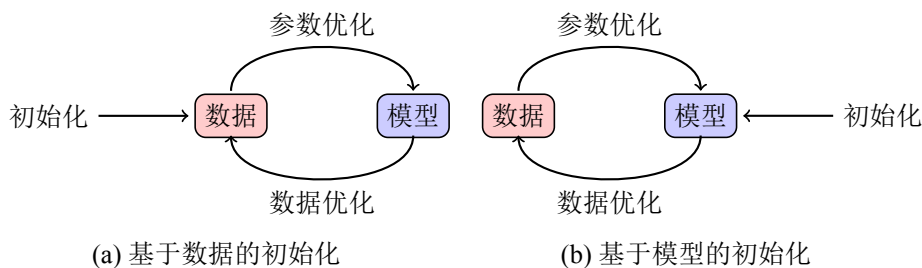 参数优化
参数优化
初始化
数据
模型
数据
模型
初始化
数据优化
数据优化
(a) 基于数据的初始化
(b) 基于模型的初始化